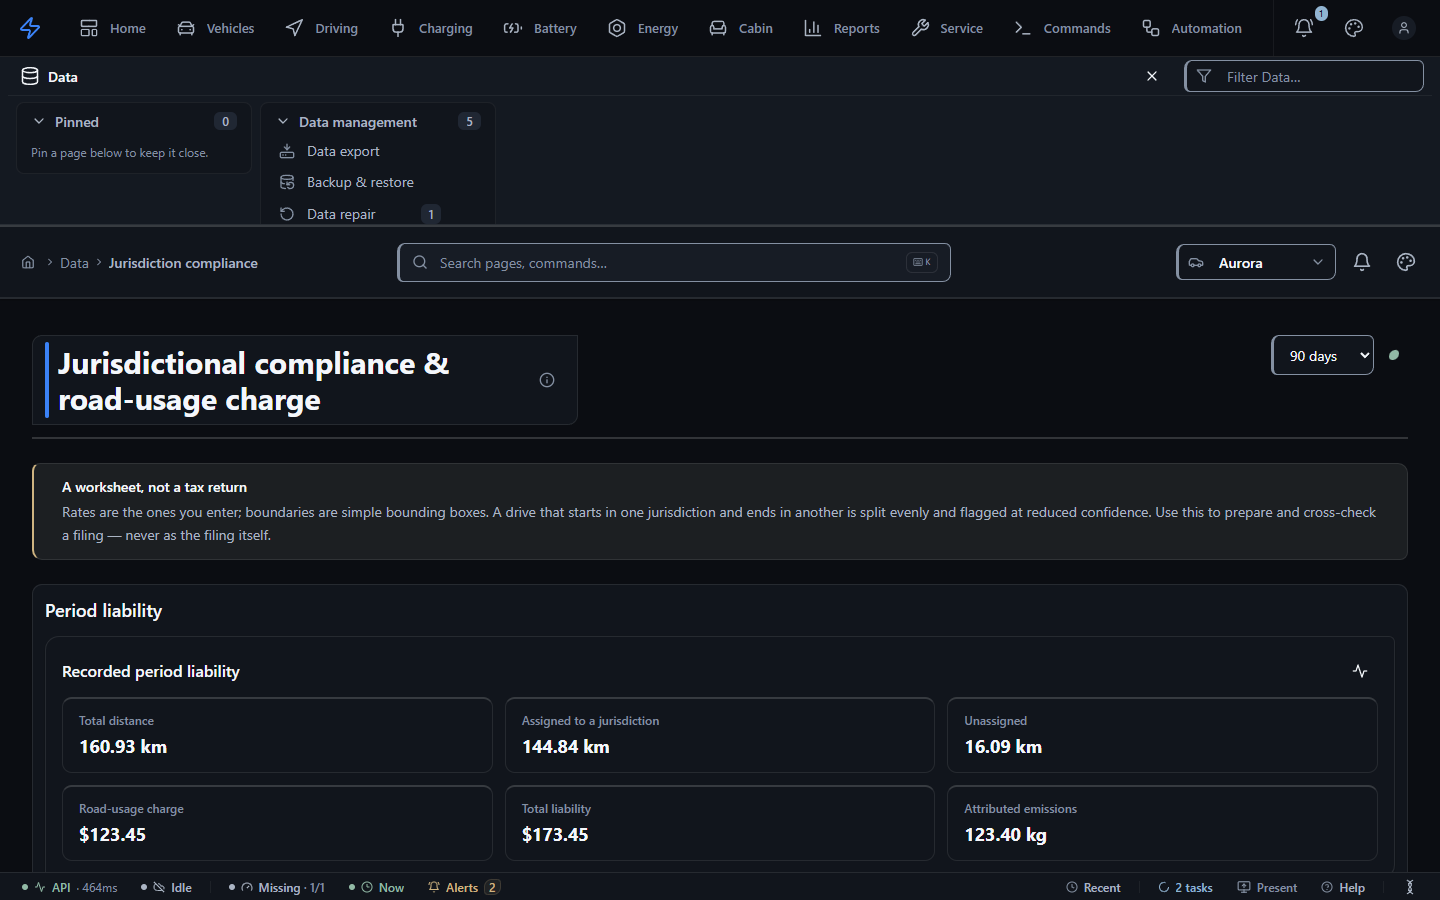 Home
Vehicles
Driving
Charging
Battery
Energy
Cabin
Reports
Service
Commands
Automation
1
Data
Filter Data...
Pinned
0
Pin a page below to keep it close.
Data management
5
Data export
Backup & restore
Data repair
1
Data
Jurisdiction compliance
Search pages, commands...
K
Aurora
Jurisdictional compliance &
road-usage charge
90 days
A worksheet, not a tax return
Rates are the ones you enter; boundaries are simple bounding boxes. A drive that starts in one jurisdiction and ends in another is split evenly and flagged at reduced confidence. Use this to prepare and cross-check
a filing — never as the filing itself.
Period liability
Recorded period liability
Total distance
160.93 km
Assigned to a jurisdiction
144.84 km
Unassigned
16.09 km
Road-usage charge
$123.45
Total liability
$173.45
Attributed emissions
123.40 kg
API · 464ms
Idle
Missing · 1/1
Now
Alerts 2
Recent
2 tasks
Present
Help